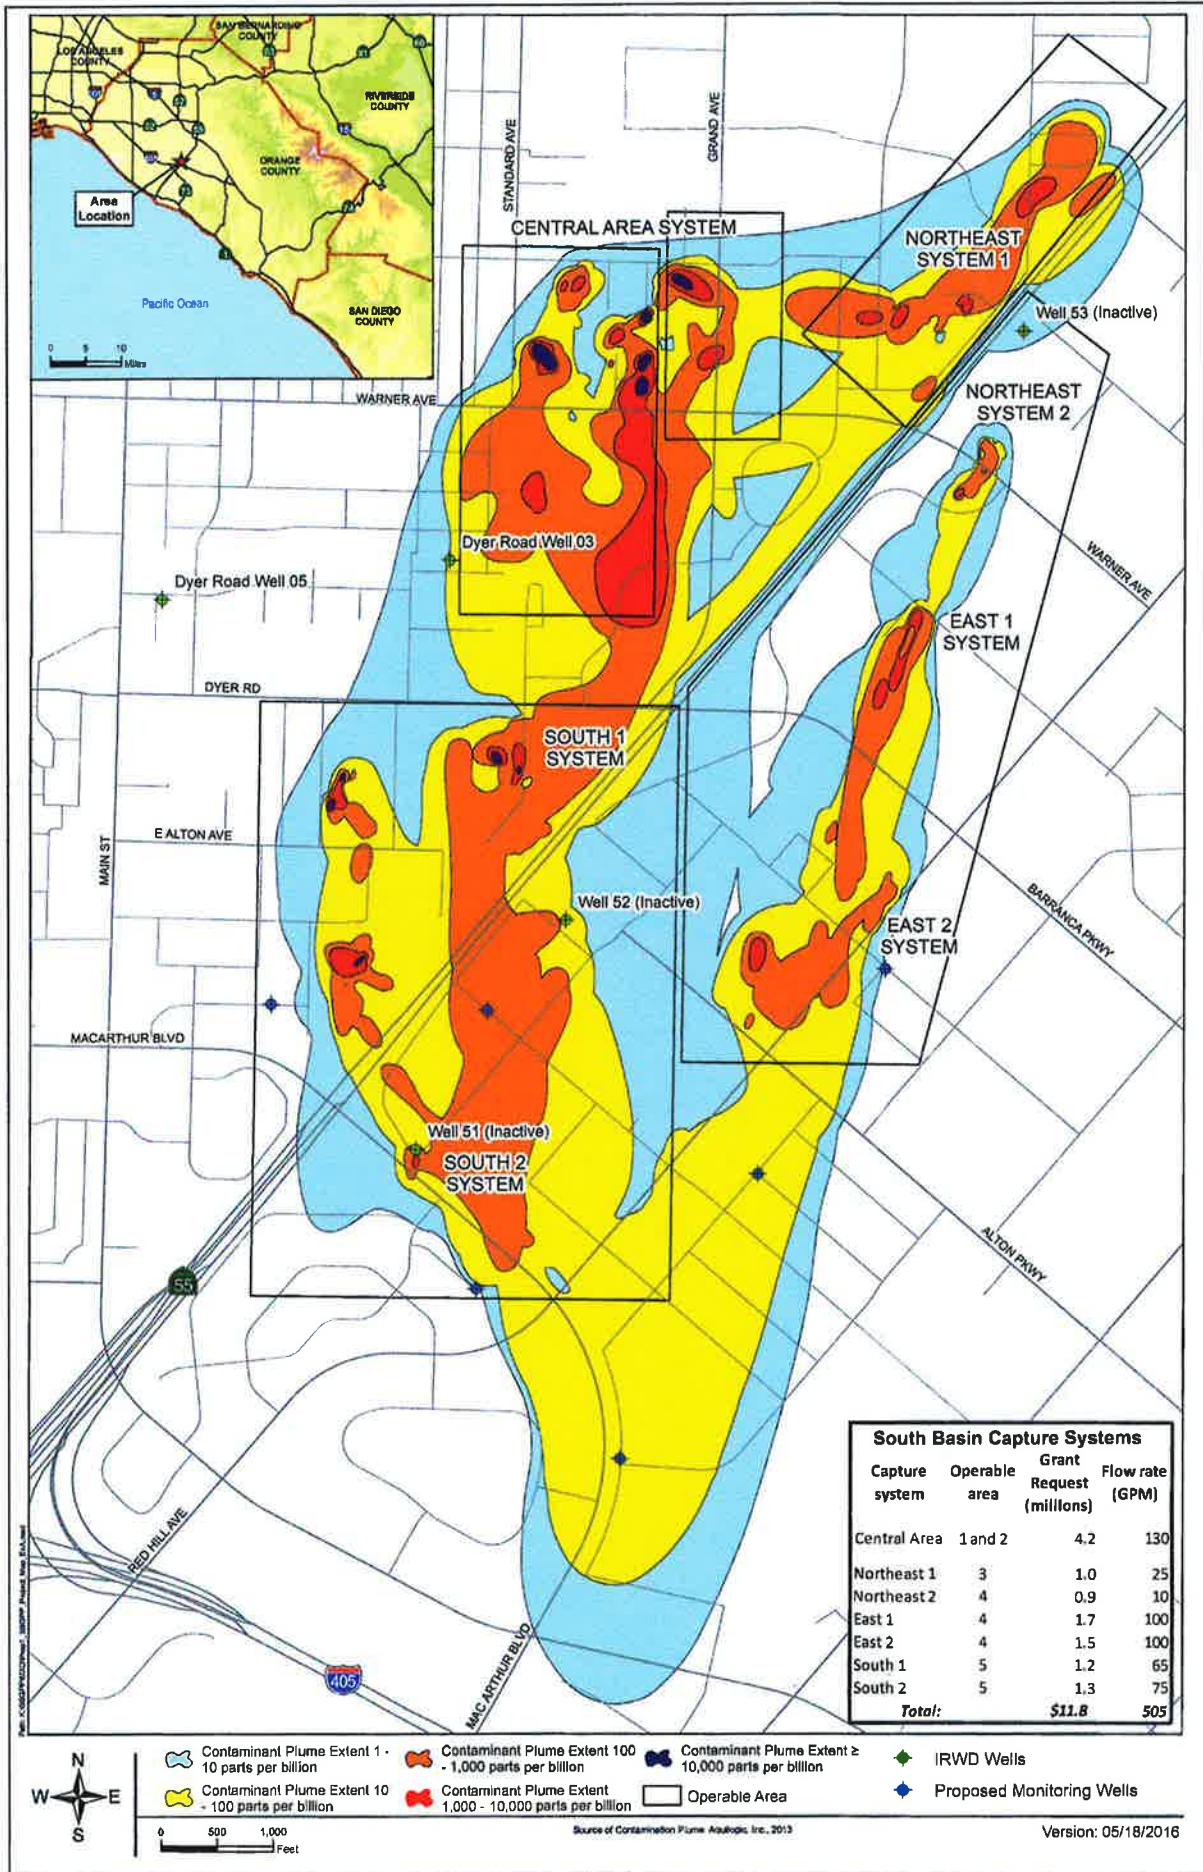 SAN BERNARDINO
COUNTY
LOS ANGELES
COUNTY
RIVERSIDE
COUNTY
ORANGE
COUNTY
Area
Location
Pacific Ocean
SAN DIEGO
COUNTY
0 5 10
Miles
STANDARD AVE
GRAND AVE
CENTRAL AREA SYSTEM
NORTHEAST
SYSTEM 1
Well 53 (Inactive)
NORTHEAST
SYSTEM 2
WARNER AVE
Dyer Road Well 03
Dyer Road Well 05
WARNER AVE
EAST 1
SYSTEM
DYER RD
SOUTH 1
SYSTEM
E ALTON AVE
MAIN ST
Well 52 (Inactive)
BARRANCA PKWY
EAST 2
SYSTEM
MACARTHUR BLVD
Well 51 (Inactive)
SOUTH 2
SYSTEM
ALTON PKWY
55
RED HILL AVE
405
MAC ARTHUR BLVD
South Basin Capture Systems
Capture system Operable area Grant Request (millions) Flow rate (GPM)
Central Area 1 and 2 4.2 130
Northeast 1 3 1.0 25
Northeast 2 4 0.9 10
East 1 4 1.7 100
East 2 4 1.5 100
South 1 5 1.2 65
South 2 5 1.3 75
Total: $11.8 505
N
W E
S
Contaminant Plume Extent 1 -
10 parts per billion
Contaminant Plume Extent 10
- 100 parts per billion
Contaminant Plume Extent 100
- 1,000 parts per billion
Contaminant Plume Extent
1,000 - 10,000 parts per billion
Contaminant Plume Extent ≥
10,000 parts per billion
Operable Area
IRWD Wells
Proposed Monitoring Wells
0 500 1,000
Feet
Source of Contamination Plume: Aquilogic, Inc., 2013
Version: 05/18/2016